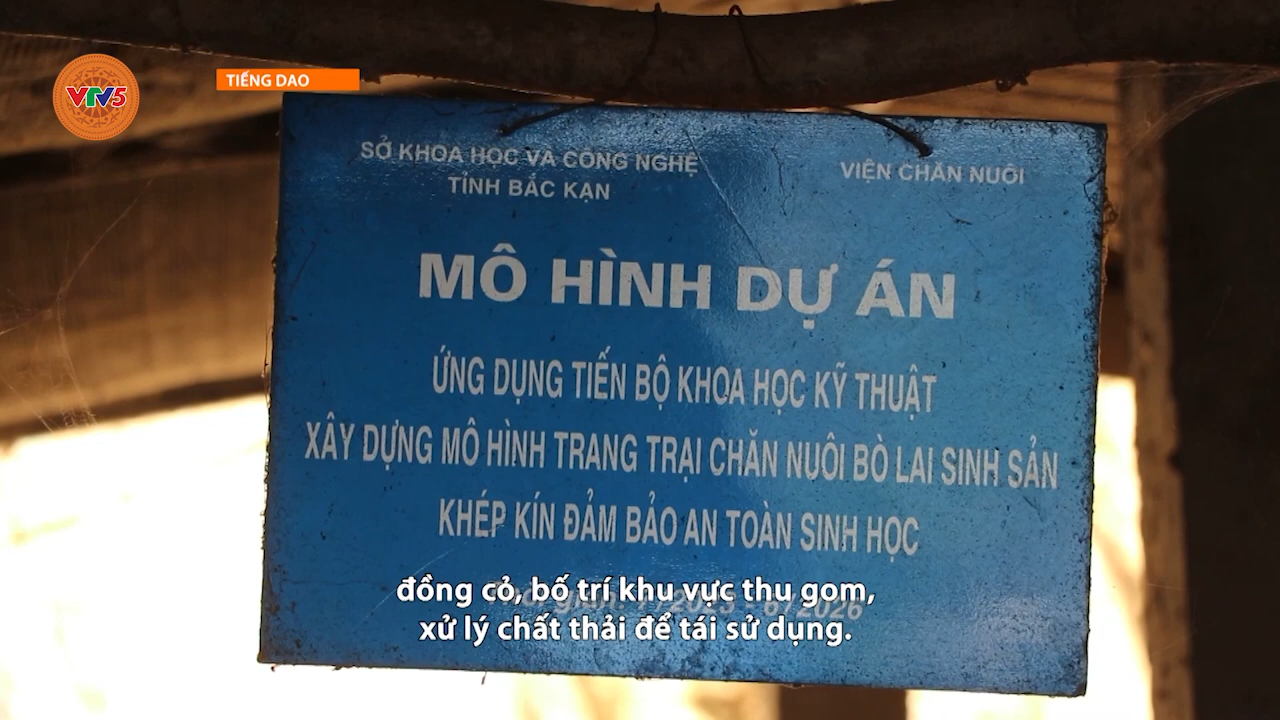 VTV5
TIẾNG DAO
SỞ KHOA HỌC VÀ CÔNG NGHỆ
TỈNH BẮC KẠN
VIỆN CHĂN NUÔI
MÔ HÌNH DỰ ÁN
ỨNG DỤNG TIẾN BỘ KHOA HỌC KỸ THUẬT
XÂY DỰNG MÔ HÌNH TRANG TRẠI CHĂN NUÔI BÒ LAI SINH SẢN
KHÉP KÍN ĐẢM BẢO AN TOÀN SINH HỌC
đồng cỏ, bố trí khu vực thu gom,
xử lý chất thải để tái sử dụng.